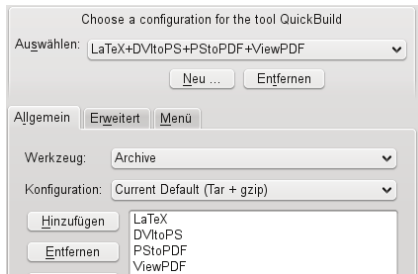 Choose a configuration for the tool QuickBuild
Auswählen: LaTeX+DVItoPS+PStoPDF+ViewPDF
Neu ... Entfernen
Allgemein Erweitert Menü
Werkzeug: Archive
Konfiguration: Current Default (Tar + gzip)
Hinzufügen LaTeX
DVItoPS
Entfernen PStoPDF
ViewPDF